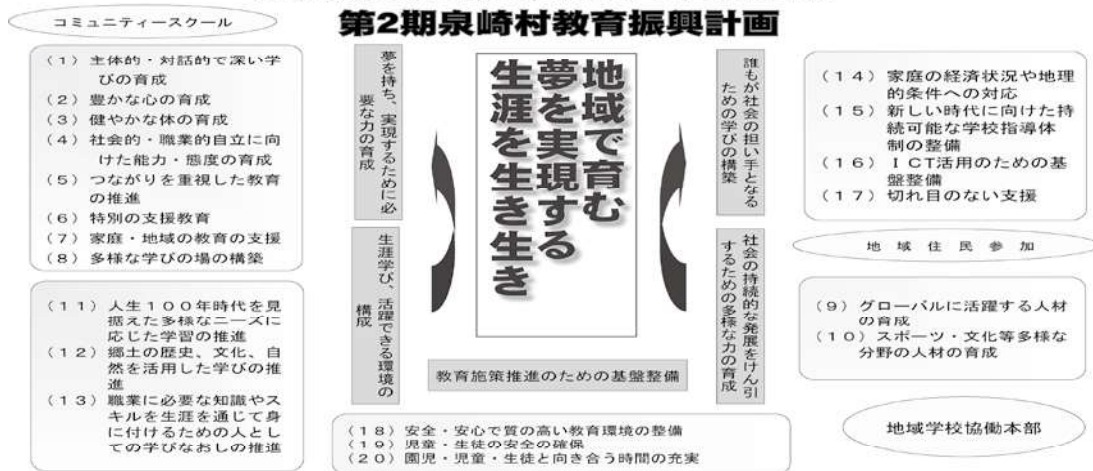 第2期泉崎村教育振興計画
コミュニティースクール
(1) 主体的・対話的で深い学
びの育成
(2) 豊かな心の育成
(3) 健やかな体の育成
(4) 社会的・職業的自立に向
けた能力・態度の育成
(5) つながりを重視した教育
の推進
(6) 特別の支援教育
(7) 家庭・地域の教育の支援
(8) 多様な学びの場の構築
(11) 人生100年時代を見
据えた多様なニーズに
応じた学習の推進
(12) 郷土の歴史、文化、自
然を活用した学びの推
進
(13) 職業に必要な知識やス
キルを生涯を通じて身
に付けるための人とし
ての学びなおしの推進
夢を持ち、実現するために必
要な力の育成
生涯学び、活躍できる環境の
構成
地域で育む
夢を実現する
生涯を生き生き
誰もが社会の担い手となる
ための学びの構築
社会の持続的な発展をけん引
するための多様な力の育成
教育施策推進のための基盤整備
(14) 家庭の経済状況や地理
的条件への対応
(15) 新しい時代に向けた持
続可能な学校指導体
制の整備
(16) ICT活用のための基
盤整備
(17) 切れ目のない支援
地域住民参加
(9) グローバルに活躍する人材
の育成
(10) スポーツ・文化等多様な
分野の人材の育成
地域学校協働本部
(18) 安全・安心で質の高い教育環境の整備
(19) 児童・生徒の安全の確保
(20) 園児・児童・生徒と向き合う時間の充実